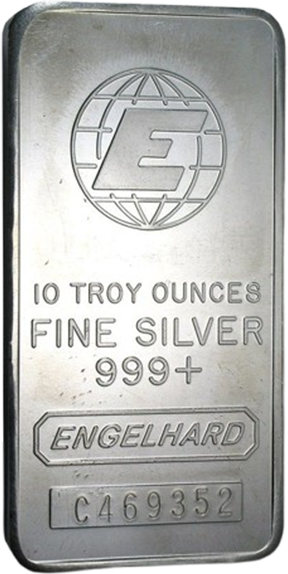 E
10 TROY OUNCES
FINE SILVER
999+
ENGELHARD
C469352